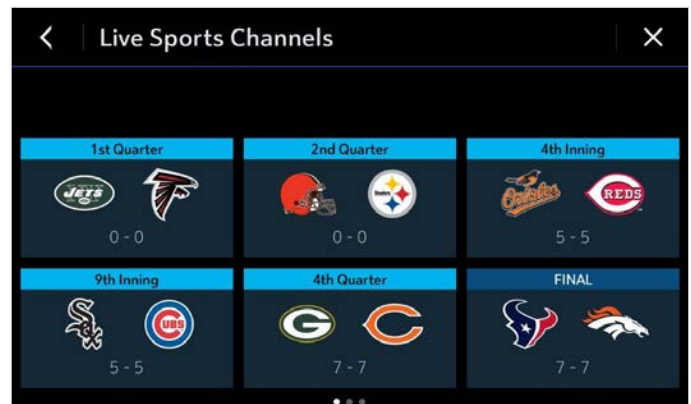 Live Sports Channels
1st Quarter
JETS
0 - 0
2nd Quarter
Steelers
0 - 0
4th Inning
Orioles
REDS
5 - 5
9th Inning
Sox
CUBS
5 - 5
4th Quarter
G
C
7 - 7
FINAL
7 - 7